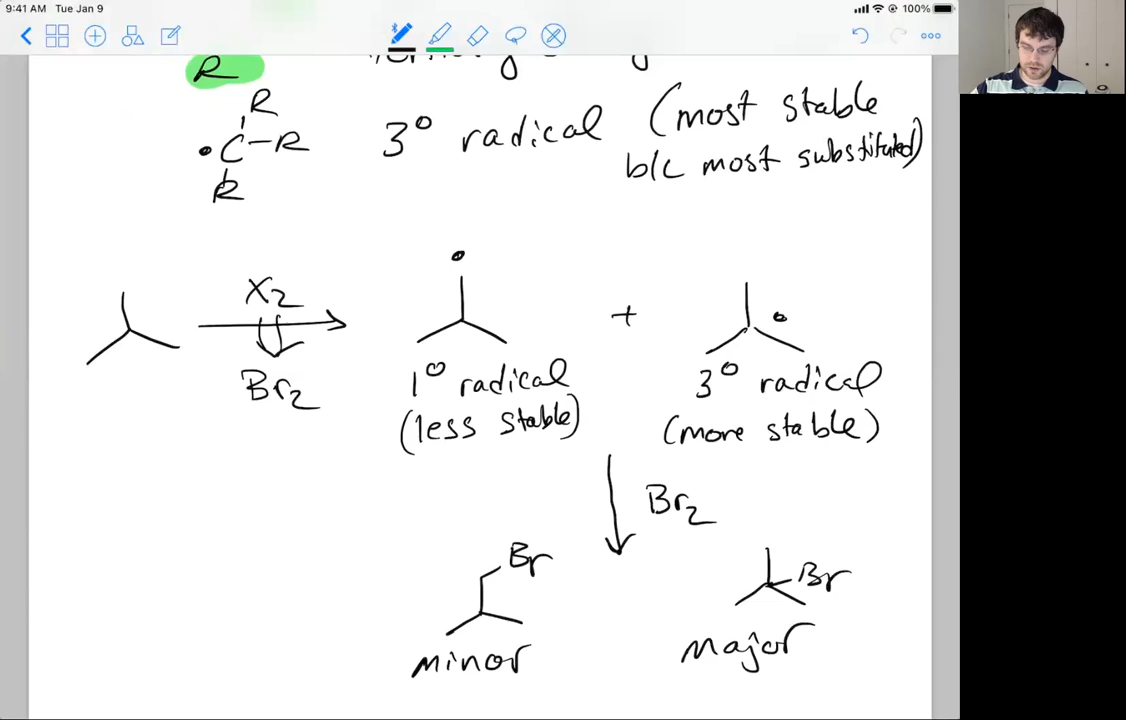 9:41 AM Tue Jan 9
100%
R
R
3° radical (most stable
• C – R
b/c most substituted)
R
X2
+
Br2
1° radical
3° radical
(less stable)
(more stable)
Br2
Br
Br
minor
major